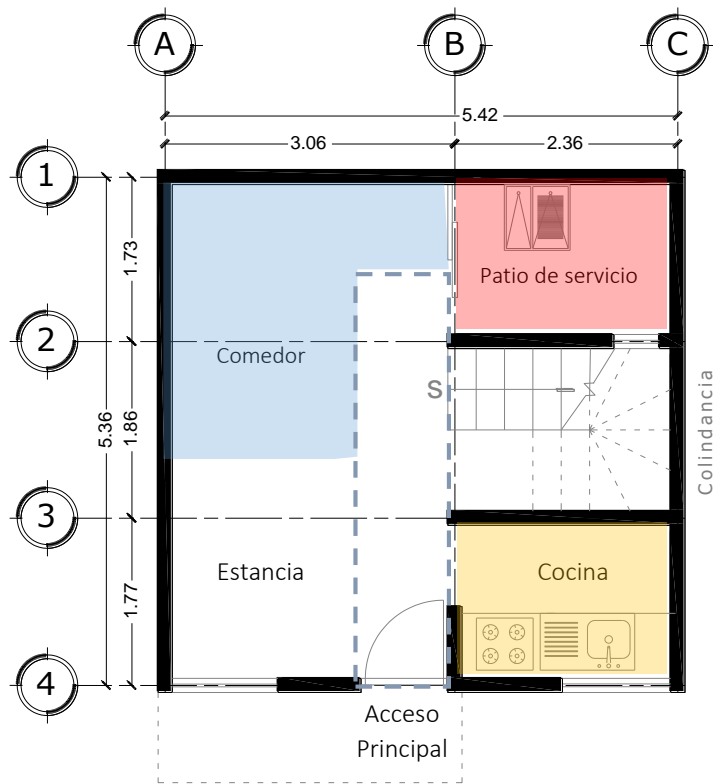 A
B
C
5.42
3.06
2.36
1
1.73
Patio de servicio
2
Comedor
S
5.36
1.86
Colindancia
3
Estancia
Cocina
1.77
4
Acceso
Principal